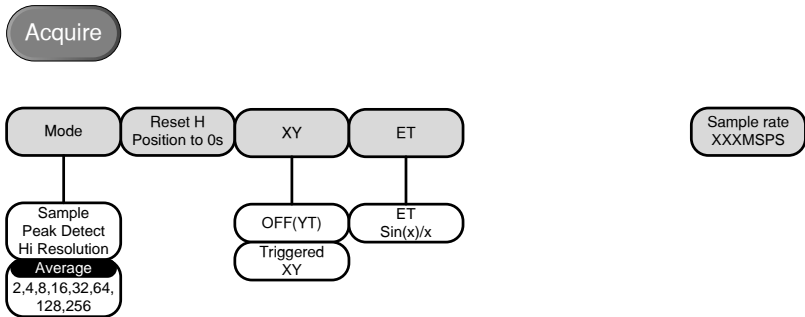 Acquire
Mode
Reset H
Position to 0s
XY
ET
Sample rate
XXXMSPS
Sample
Peak Detect
Hi Resolution
Average
2,4,8,16,32,64,
128,256
OFF(YT)
Triggered
XY
ET
Sin(x)/x